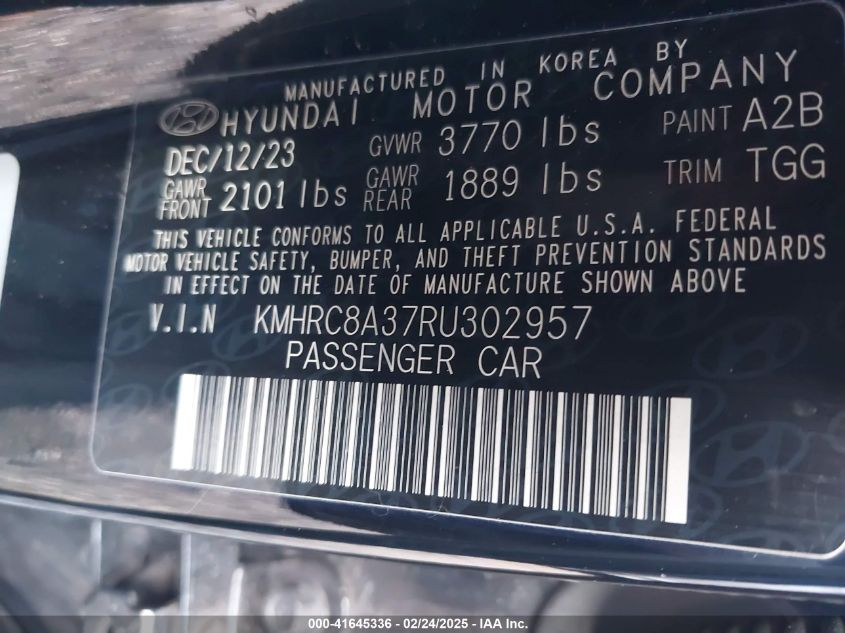 MANUFACTURED IN KOREA BY
HYUNDAI MOTOR COMPANY
DEC/12/23 GVWR 3770 lbs PAINT A2B
GAWR FRONT 2101 lbs GAWR REAR 1889 lbs TRIM TGG
THIS VEHICLE CONFORMS TO ALL APPLICABLE U.S.A. FEDERAL
MOTOR VEHICLE SAFETY, BUMPER, AND THEFT PREVENTION STANDARDS
IN EFFECT ON THE DATE OF MANUFACTURE SHOWN ABOVE
V.I.N KMHRC8A37RU302957
PASSENGER CAR
000-41645336 - 02/24/2025 - IAA Inc.